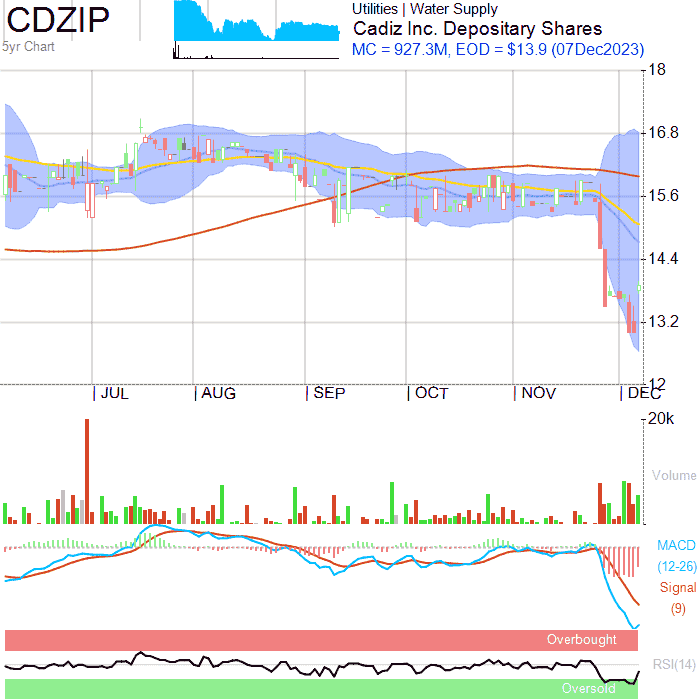 CDZIP
5yr Chart
Utilities | Water Supply
Cadiz Inc. Depositary Shares
MC = 927.3M, EOD = $13.9 (07Dec2023)
18
16.8
15.6
14.4
13.2
12
JUL AUG SEP OCT NOV DEC
20k
Volume
MACD
(12-26)
Signal
(9)
Overbought
RSI(14)
Oversold